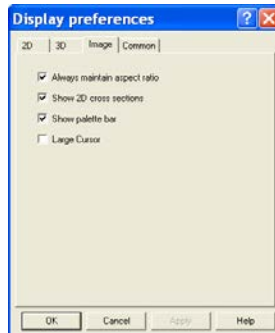 Display preferences
2D 3D Image Common
Always maintain aspect ratio
Show 2D cross sections
Show palette bar
Large Cursor
OK Cancel Apply Help